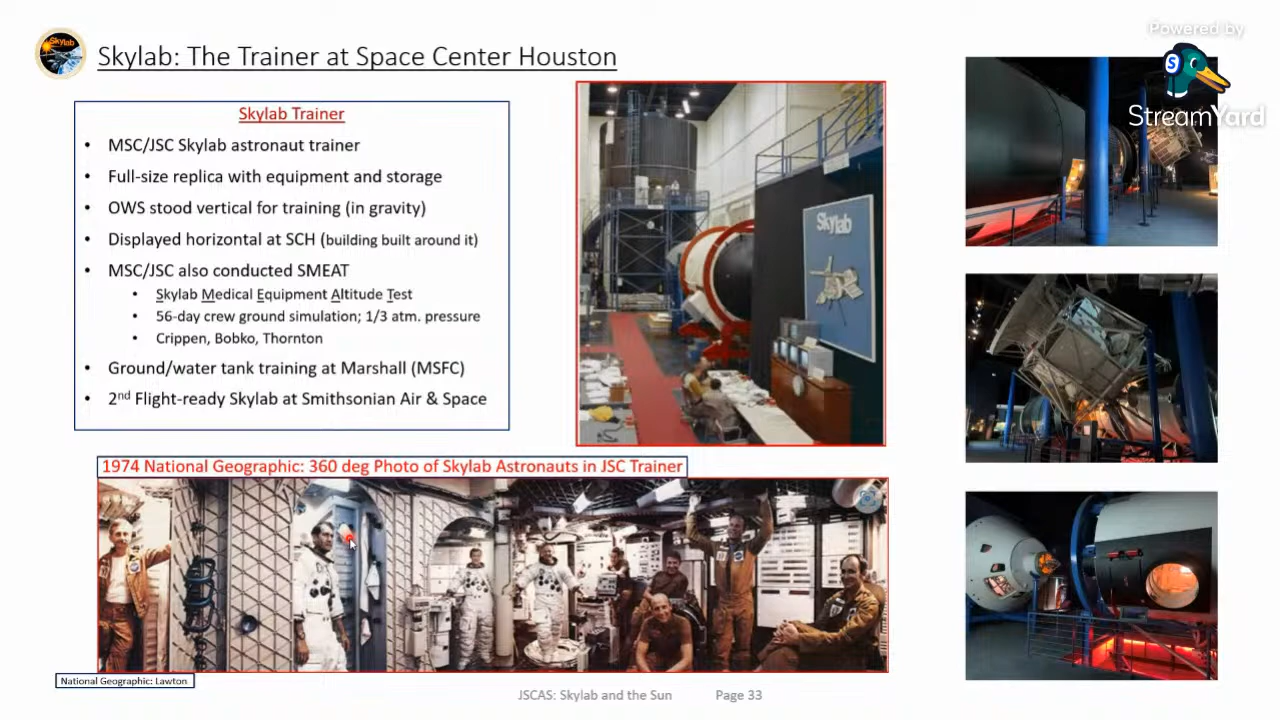 Powered by
StreamYard
Skylab
Skylab: The Trainer at Space Center Houston
Skylab Trainer
• MSC/JSC Skylab astronaut trainer
• Full-size replica with equipment and storage
• OWS stood vertical for training (in gravity)
• Displayed horizontal at SCH (building built around it)
• MSC/JSC also conducted SMEAT
• Skylab Medical Equipment Altitude Test
• 56-day crew ground simulation; 1/3 atm. pressure
• Crippen, Bobko, Thornton
• Ground/water tank training at Marshall (MSFC)
• 2nd Flight-ready Skylab at Smithsonian Air & Space
Skylab
1974 National Geographic: 360 deg Photo of Skylab Astronauts in JSC Trainer
National Geographic: Lawton
JSCAS: Skylab and the Sun Page 33